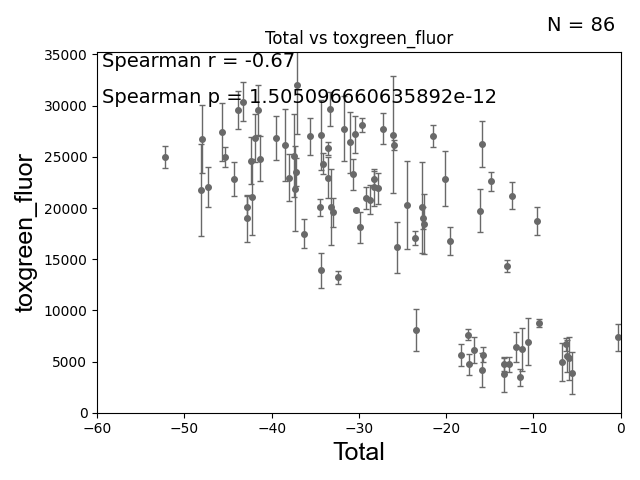 N = 86
Total vs toxgreen_fluor
Spearman r = -0.67
Spearman p = 1.505096660635892e-12
35000
30000
25000
20000
15000
10000
5000
0
toxgreen_fluor
−60 −50 −40 −30 −20 −10 0
Total